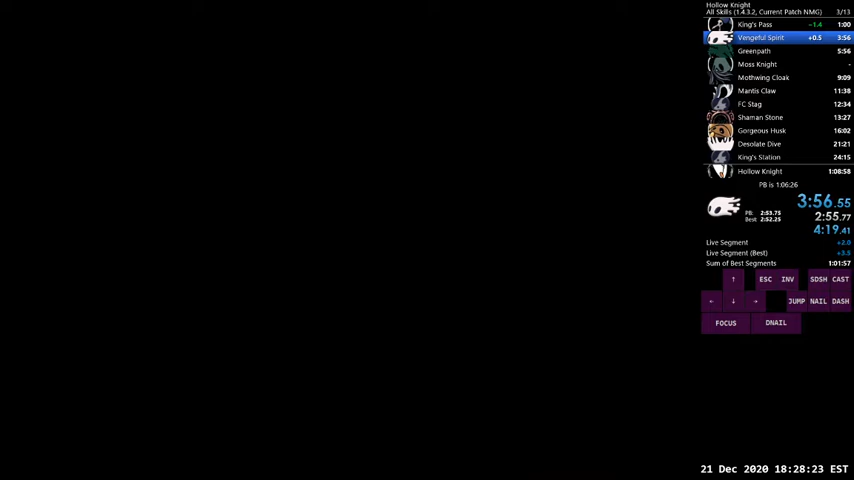 Hollow Knight
All Skills (1.4.3.2, Current Patch NMG) 3/13
King's Pass −1.4 1:00
Vengeful Spirit +0.5 3:56
Greenpath 5:56
Moss Knight -
Mothwing Cloak 9:09
Mantis Claw 11:38
FC Stag 12:34
Shaman Stone 13:27
Gorgeous Husk 16:02
Desolate Dive 21:21
King's Station 24:15
Hollow Knight 1:08:58
PB is 1:06:26
3:56.55
PB: 2:53.75 2:55.77
Best: 2:52.25
4:19.41
Live Segment +2.0
Live Segment (Best) +3.5
Sum of Best Segments 1:01:57
↑ ESC INV SDSH CAST
← ↓ → JUMP NAIL DASH
FOCUS DNAIL
21 Dec 2020 18:28:23 EST